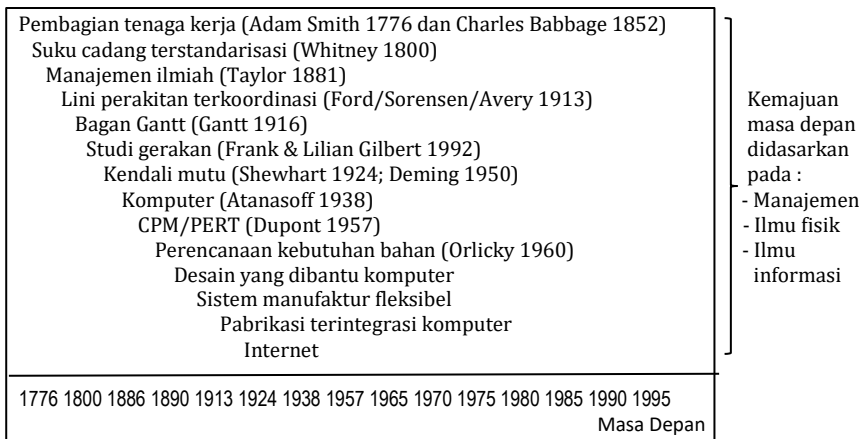 Pembagian tenaga kerja (Adam Smith 1776 dan Charles Babbage 1852)
Suku cadang terstandarisasi (Whitney 1800)
Manajemen ilmiah (Taylor 1881)
Lini perakitan terkoordinasi (Ford/Sorensen/Avery 1913)
Bagan Gantt (Gantt 1916)
Studi gerakan (Frank & Lilian Gilbert 1992)
Kendali mutu (Shewhart 1924; Deming 1950)
Komputer (Atanasoff 1938)
CPM/PERT (Dupont 1957)
Perencanaan kebutuhan bahan (Orlicky 1960)
Desain yang dibantu komputer
Sistem manufaktur fleksibel
Pabrikasi terintegrasi komputer
Internet
1776 1800 1886 1890 1913 1924 1938 1957 1965 1970 1975 1980 1985 1990 1995
Masa Depan
Kemajuan
masa depan
didasarkan
pada :
- Manajemen
- Ilmu fisik
- Ilmu
informasi